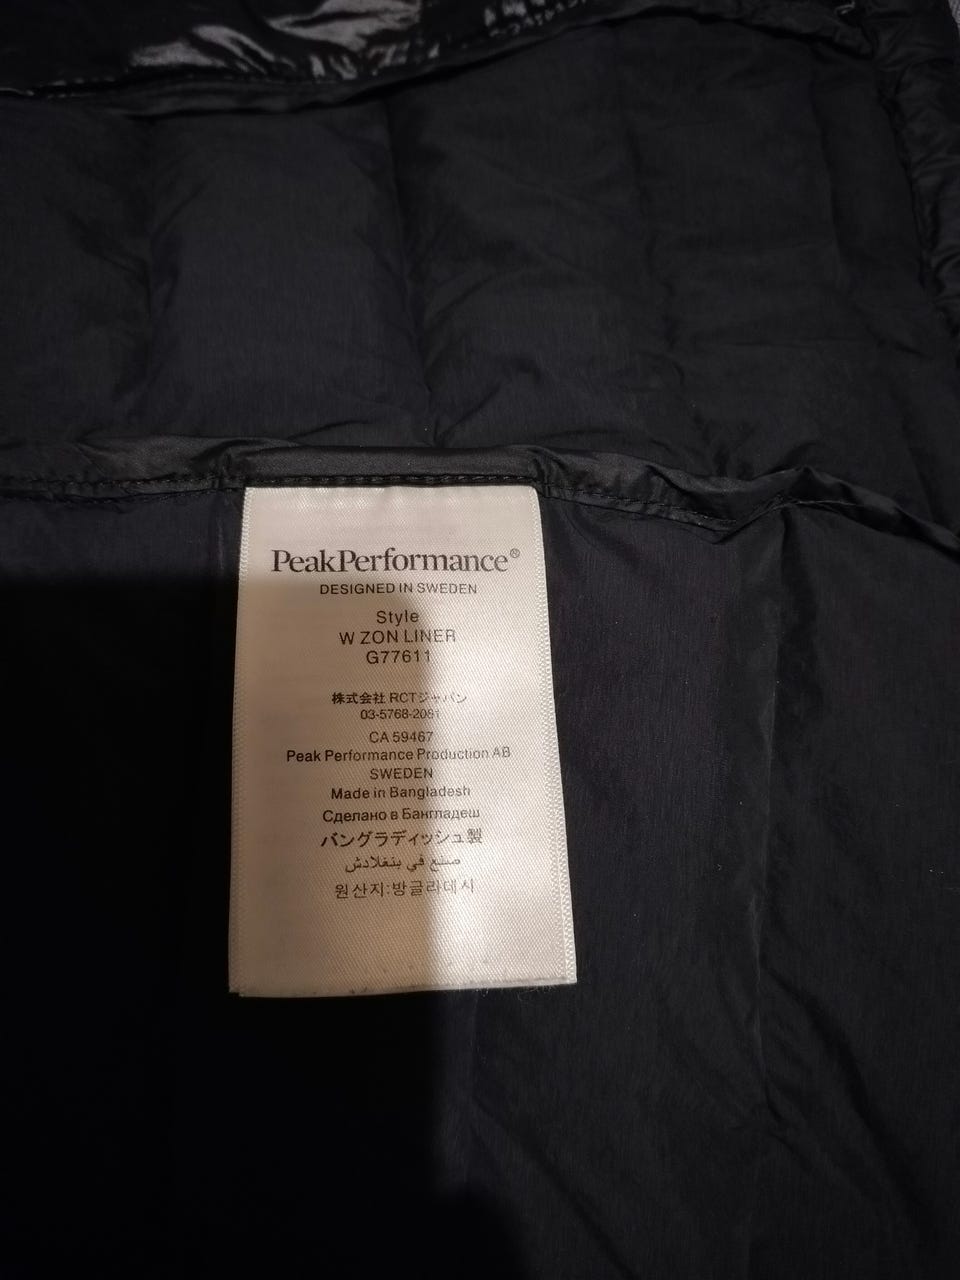 PeakPerformance®
DESIGNED IN SWEDEN
Style
W ZON LINER
G77611
株式会社 RCTジャパン
03-5768-2081
CA 59467
Peak Performance Production AB
SWEDEN
Made in Bangladesh
Сделано в Бангладеш
バングラディッシュ製
صنع في بنغلادش
원산지:방글라데시